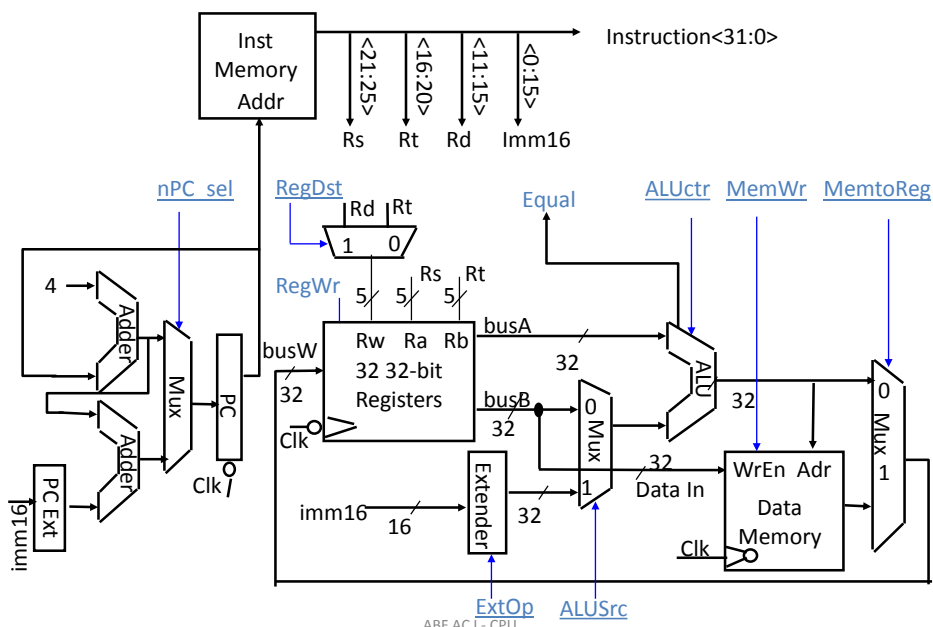 Inst
Memory
Addr
Instruction<31:0>
<21:25>
<16:20>
<11:15>
<0:15>
Rs
Rt
Rd
Imm16
nPC_sel
RegDst
Rd
Rt
1
0
Equal
ALUctr
MemWr
MemtoReg
4
Adder
Mux
PC
Clk
Adder
PC Ext
imm16
RegWr
5
5
Rs
5
Rt
busW
32
Rw Ra Rb
32 32-bit
Registers
Clk
busA
32
busB
32
0
Mux
1
ALU
32
0
Mux
1
32
Data In
WrEn Adr
Data
Memory
Clk
imm16
16
Extender
32
ExtOp
ALUSrc